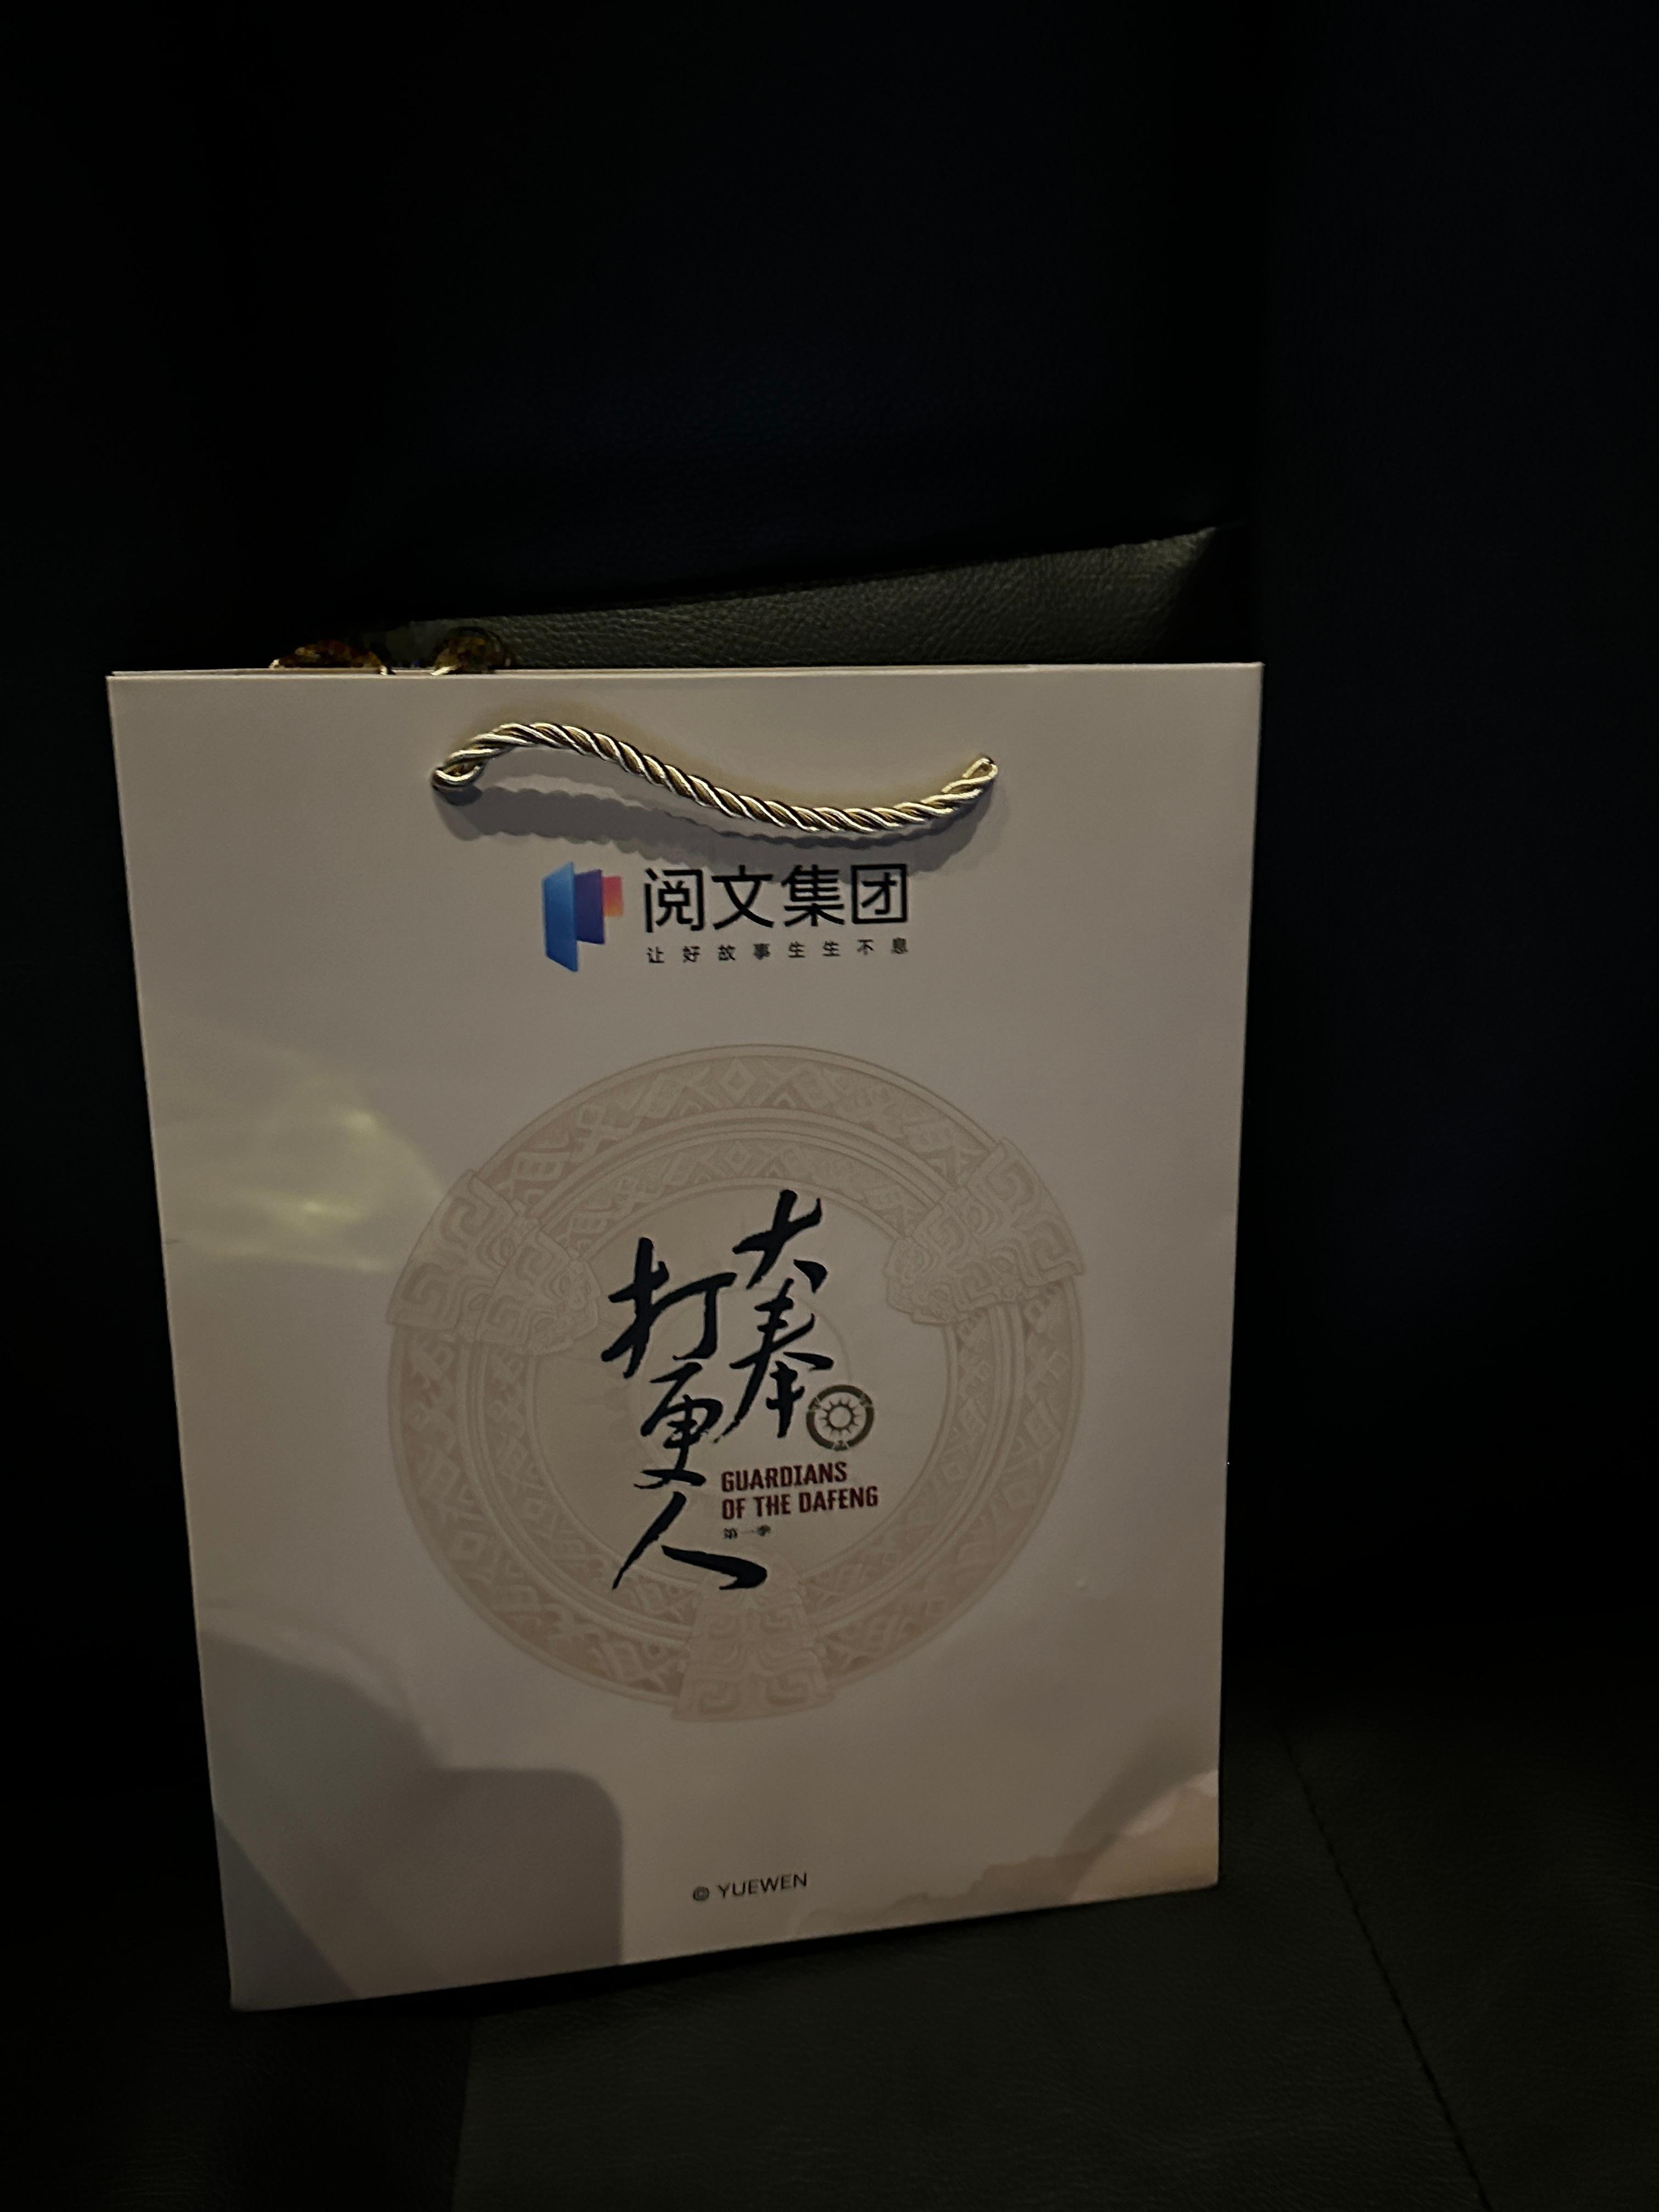 阅文集团
让好故事生生不息
大奉
打更人
GUARDIANS
OF THE DAFENG
第一季
© YUEWEN